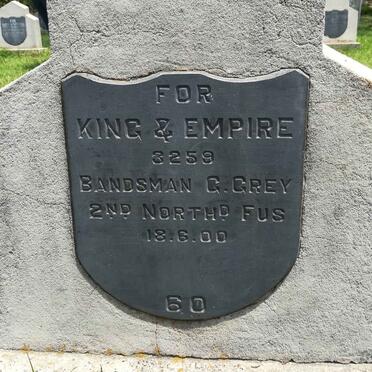 FOR
KING & EMPIRE
3259
BANDSMAN G. GREY
2ND NORTHD FUS
18.6.00
60